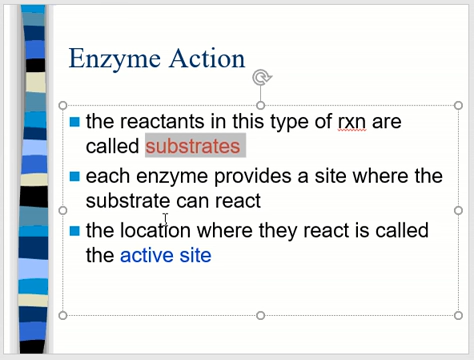 Enzyme Action
the reactants in this type of rxn are
called substrates
each enzyme provides a site where the
substrate can react
the location where they react is called
the active site